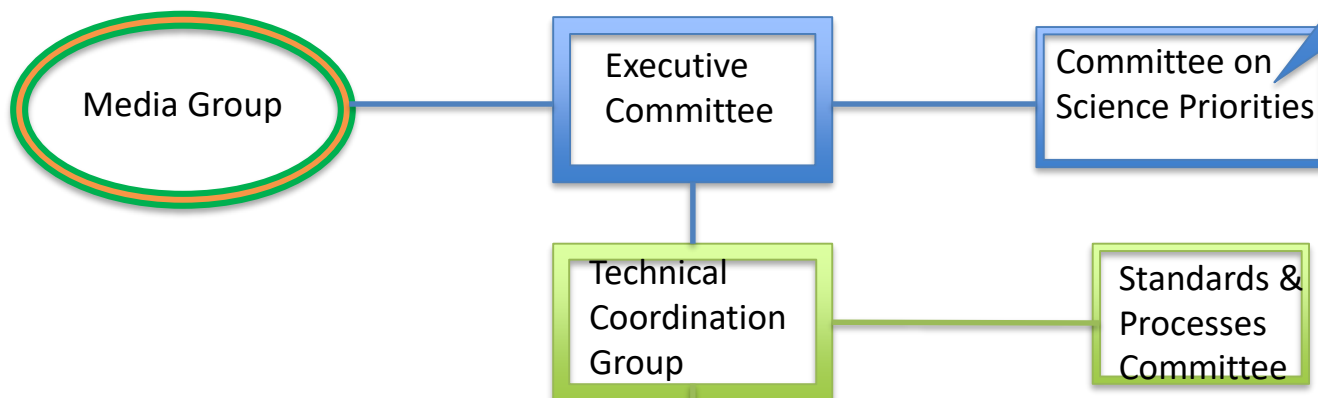 Media Group
Executive
Committee
Committee on
Science Priorities
Technical
Coordination
Group
Standards &
Processes
Committee